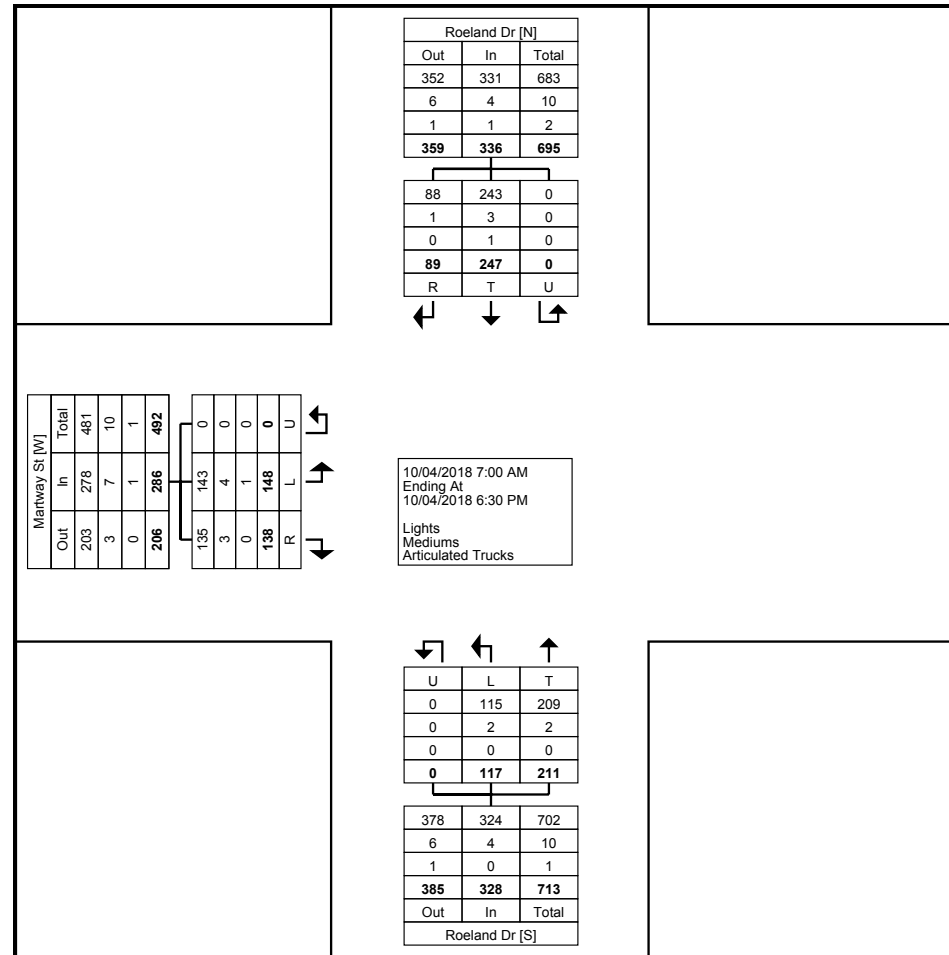 Roeland Dr [N]
Out In Total
352 331 683
6 4 10
1 1 2
359 336 695
88 243 0
1 3 0
0 1 0
89 247 0
R T U
Martway St [W]
Out In Total
203 278 481
3 7 10
0 1 1
206 286 492
135 143 0
3 4 0
0 1 0
138 148 0
R L U
10/04/2018 7:00 AM
Ending At
10/04/2018 6:30 PM
Lights
Mediums
Articulated Trucks
U L T
0 115 209
0 2 2
0 0 0
0 117 211
378 324 702
6 4 10
1 0 1
385 328 713
Out In Total
Roeland Dr [S]